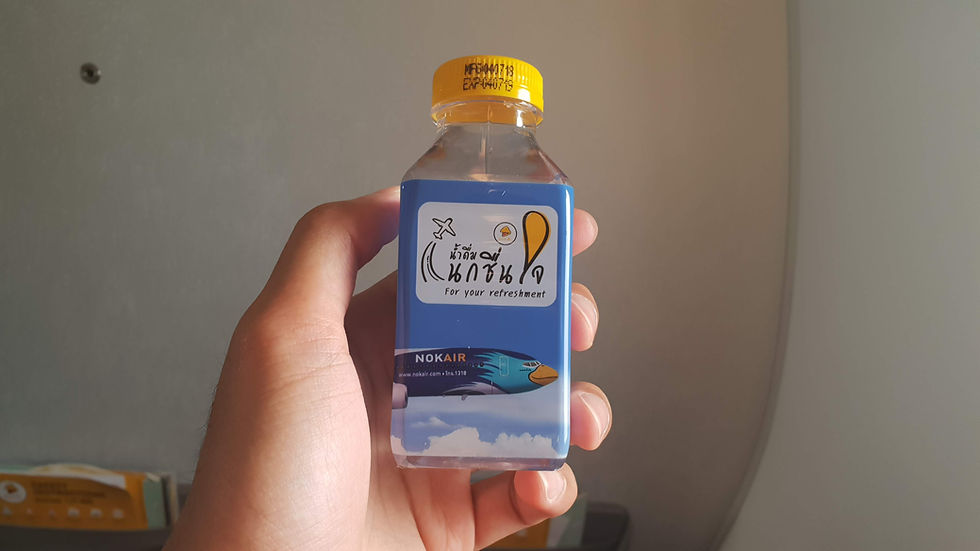 MFG040718
EXP040719
น้ำดื่ม
นกชื่นใจ
For your refreshment
NOKAIR
www.nokair.com • โทร.1318